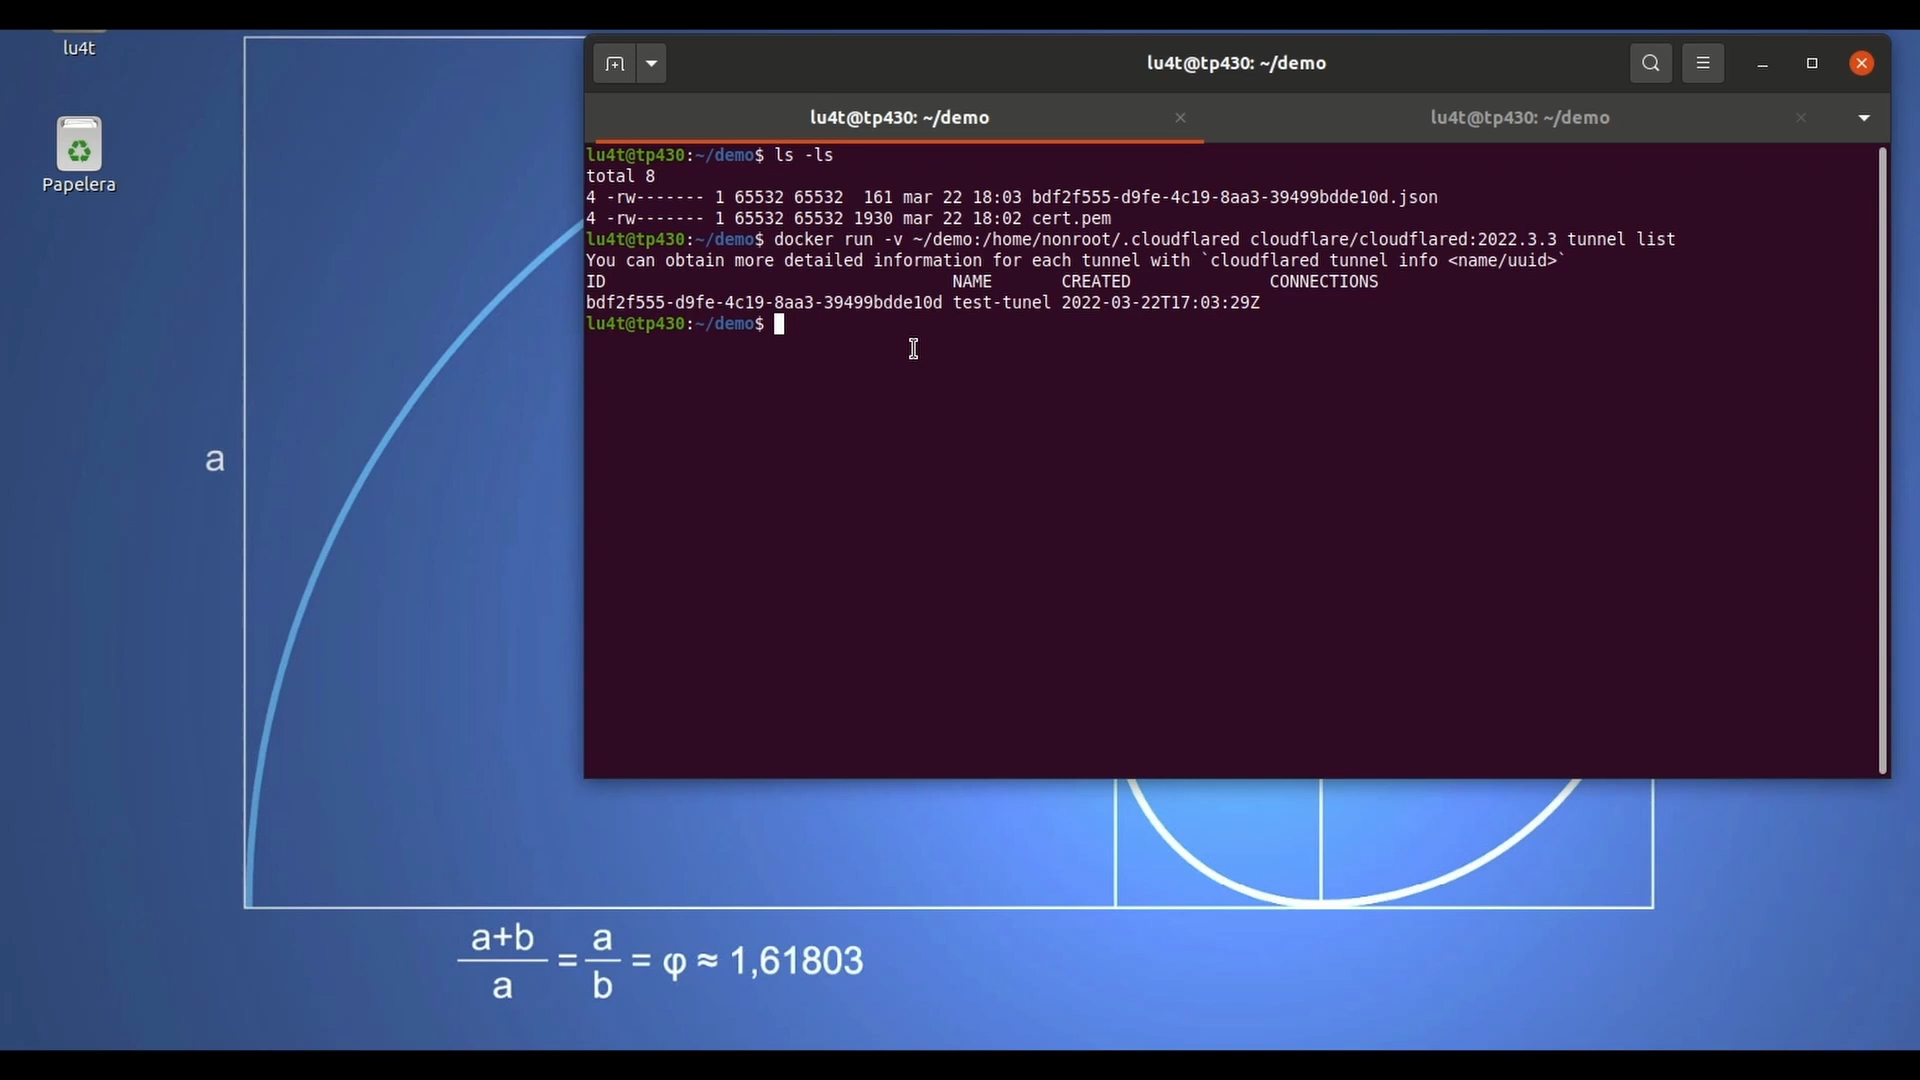 lu4t
Papelera
lu4t@tp430: ~/demo
lu4t@tp430: ~/demo
lu4t@tp430: ~/demo
lu4t@tp430:~/demo$ ls -ls
total 8
4 -rw------- 1 65532 65532  161 mar 22 18:03 bdf2f555-d9fe-4c19-8aa3-39499bdde10d.json
4 -rw------- 1 65532 65532 1930 mar 22 18:02 cert.pem
lu4t@tp430:~/demo$ docker run -v ~/demo:/home/nonroot/.cloudflared cloudflare/cloudflared:2022.3.3 tunnel list
You can obtain more detailed information for each tunnel with `cloudflared tunnel info <name/uuid>`
ID                                   NAME       CREATED              CONNECTIONS
bdf2f555-d9fe-4c19-8aa3-39499bdde10d test-tunel 2022-03-22T17:03:29Z
lu4t@tp430:~/demo$
a
a+b a
= = φ ≈ 1,61803
a b